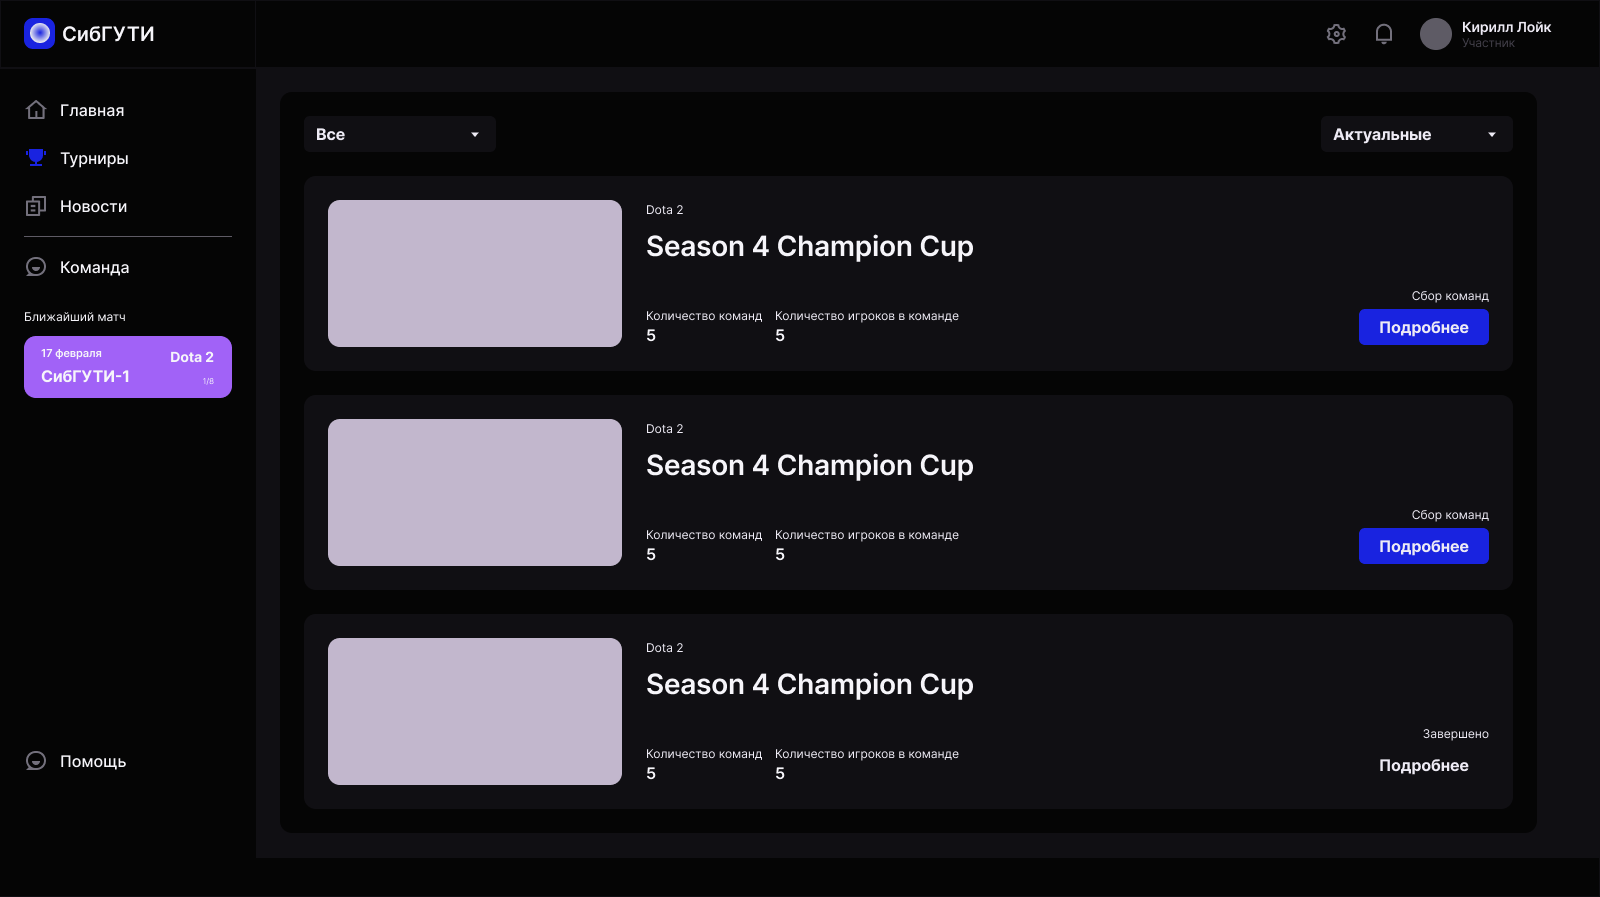 СибГУТИ
Кирилл Лойк
Участник
Главная
Турниры
Новости
Команда
Ближайший матч
17 февраля
Dota 2
СибГУТИ-1
1/8
Помощь
Все
Актуальные
Dota 2
Season 4 Champion Cup
Сбор команд
Количество команд Количество игроков в команде
5 5
Подробнее
Dota 2
Season 4 Champion Cup
Сбор команд
Количество команд Количество игроков в команде
5 5
Подробнее
Dota 2
Season 4 Champion Cup
Завершено
Количество команд Количество игроков в команде
5 5
Подробнее